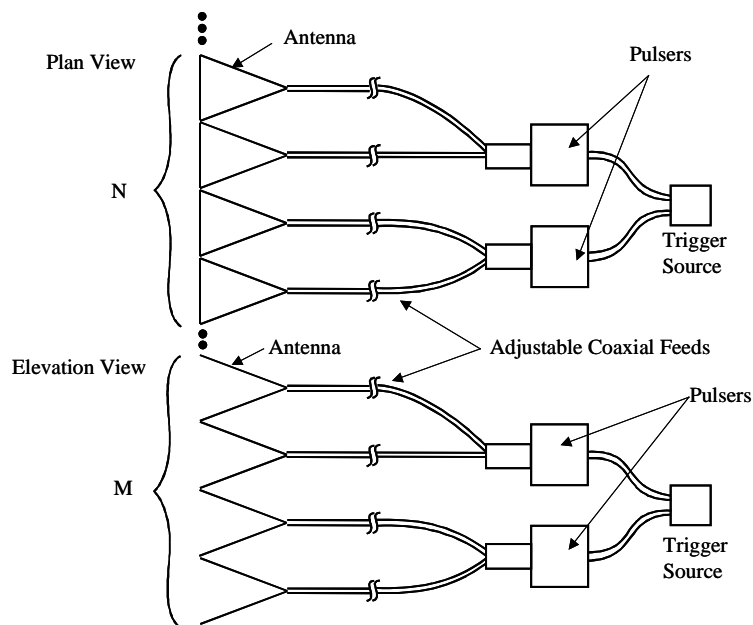 Antenna
Plan View
Pulsers
N
Trigger
Source
Antenna
Adjustable Coaxial Feeds
Elevation View
Pulsers
M
Trigger
Source